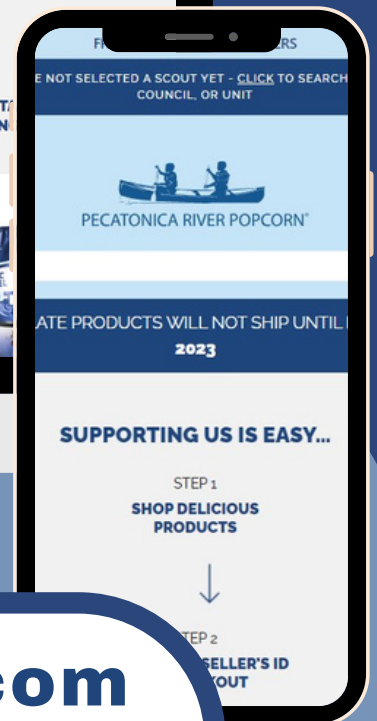 E NOT SELECTED A SCOUT YET - CLICK TO SEARCH
COUNCIL, OR UNIT
PECATONICA RIVER POPCORN®
ATE PRODUCTS WILL NOT SHIP UNTIL
2023
SUPPORTING US IS EASY...
STEP 1
SHOP DELICIOUS
PRODUCTS
TEP 2
SELLER'S ID
OUT
com